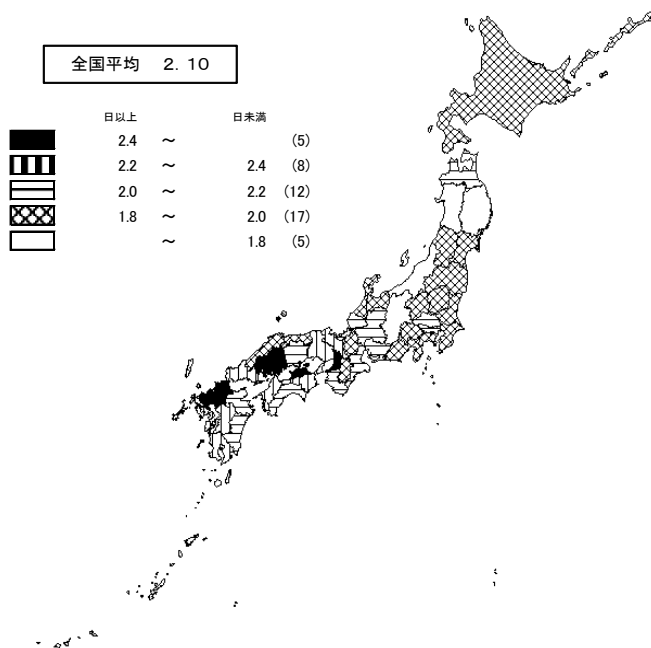 全国平均　２．１０
日以上　日未満
2.4　～　(5)
2.2　～　2.4　(8)
2.0　～　2.2　(12)
1.8　～　2.0　(17)
～　1.8　(5)